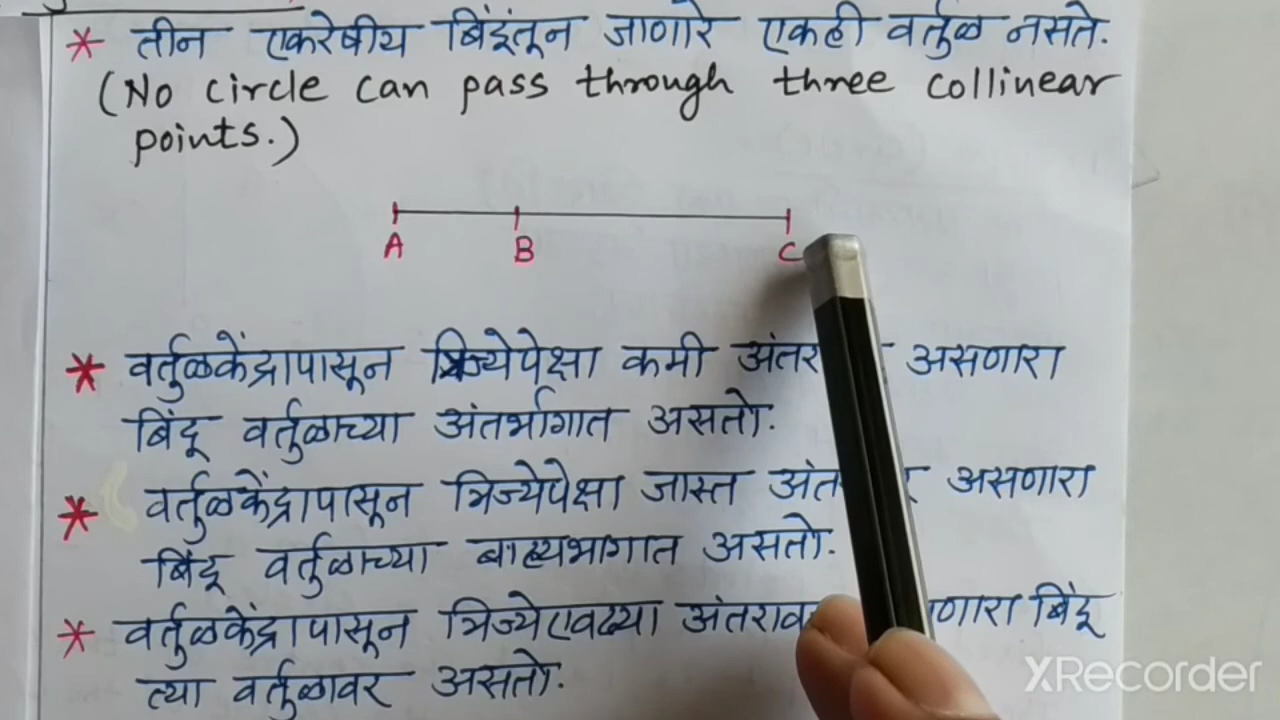 * तीन एकरेषीय बिंदूंतून जाणारे एकही वर्तुळ नसते.
(No circle can pass through three collinear
points.)
A B C
* वर्तुळकेंद्रापासून त्रिज्येपेक्षा कमी असणारा
बिंदू वर्तुळाच्या अंतर्भागात असतो.
* वर्तुळकेंद्रापासून त्रिज्येपेक्षा जास्त असणारा
बिंदू वर्तुळाच्या बाह्यभागात असतो.
* वर्तुळकेंद्रापासून त्रिज्येएवढ्या बिंदू
त्या वर्तुळावर असतो.
XRecorder